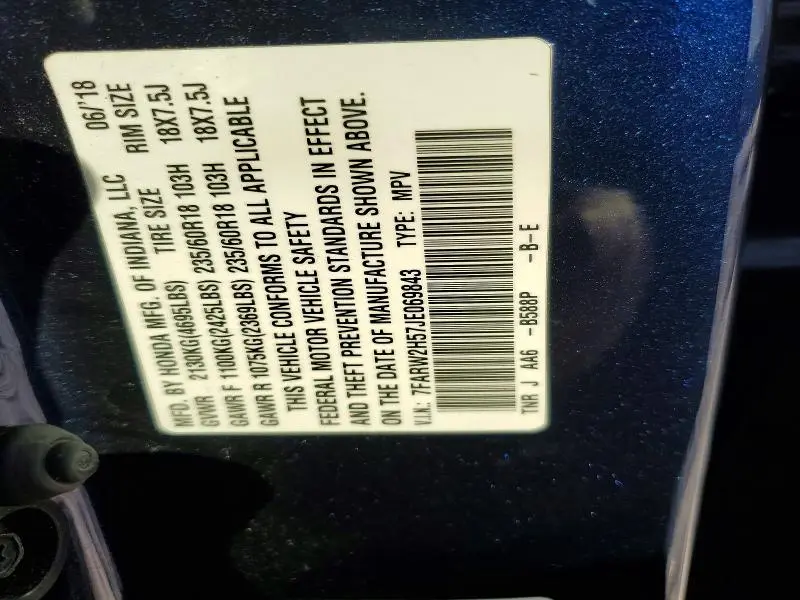 MFD. BY HONDA MFG. OF INDIANA, LLC 06/'18
GVWR 2130KG(4695LBS) TIRE SIZE RIM SIZE
GAWR F 1100KG(2425LBS) 235/60R18 103H 18X7.5J
GAWR R 1075KG(2369LBS) 235/60R18 103H 18X7.5J
THIS VEHICLE CONFORMS TO ALL APPLICABLE
FEDERAL MOTOR VEHICLE SAFETY
AND THEFT PREVENTION STANDARDS IN EFFECT
ON THE DATE OF MANUFACTURE SHOWN ABOVE.
V.I.N: 7FARW2H57JE069843 TYPE: MPV
TNR J AA6 -B588P -B-E